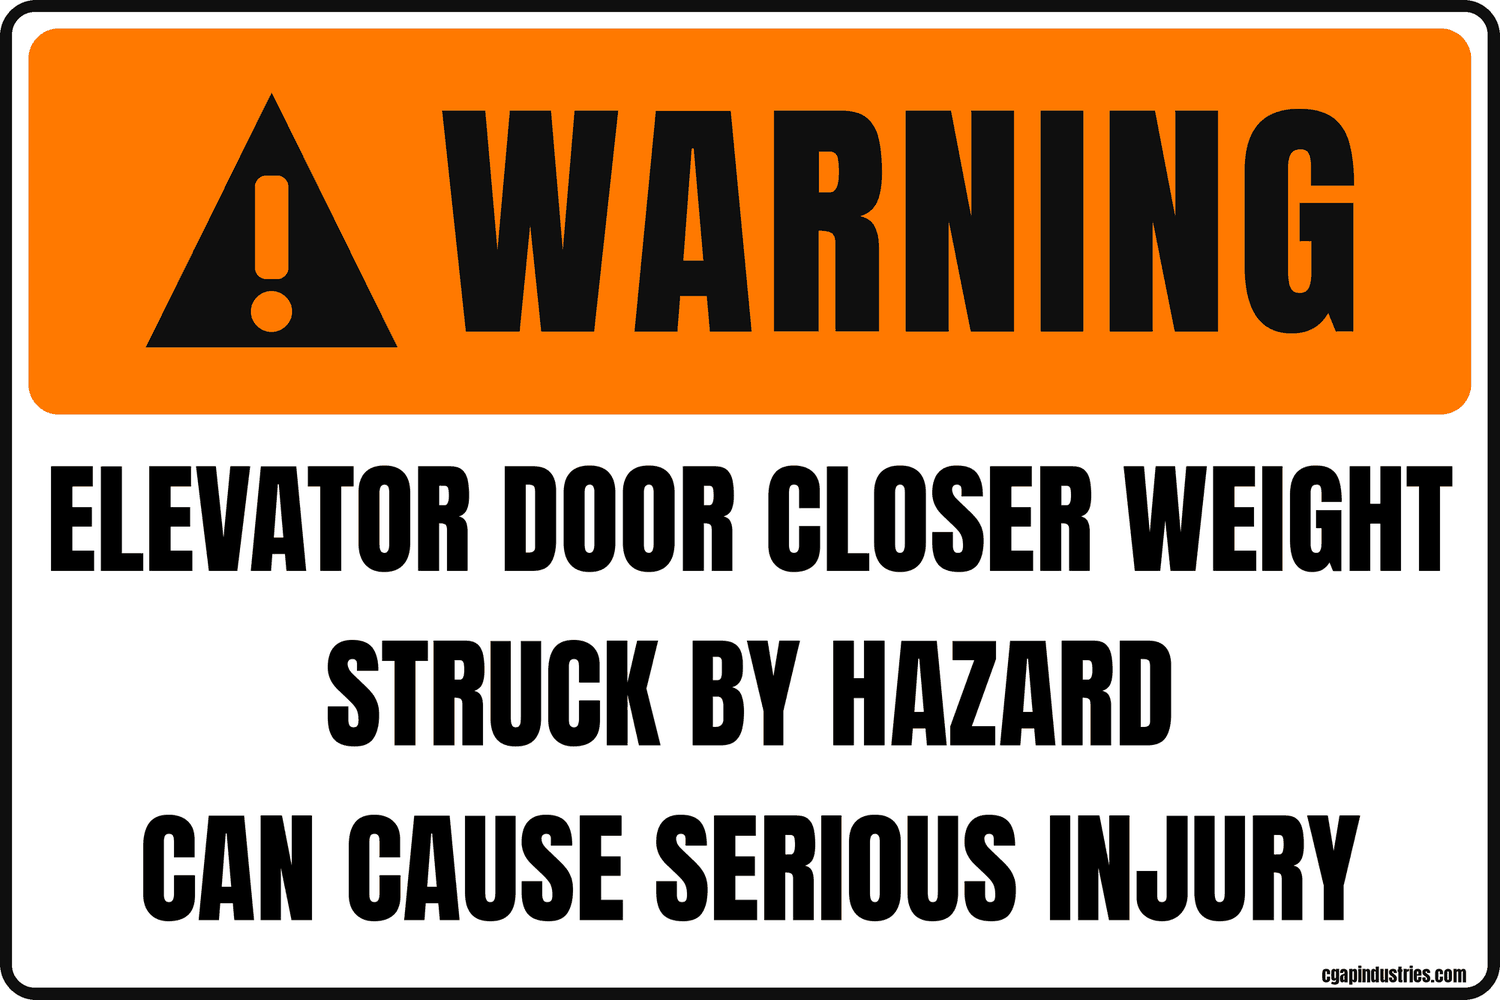 WARNING
ELEVATOR DOOR CLOSER WEIGHT
STRUCK BY HAZARD
CAN CAUSE SERIOUS INJURY
cgapindustries.com